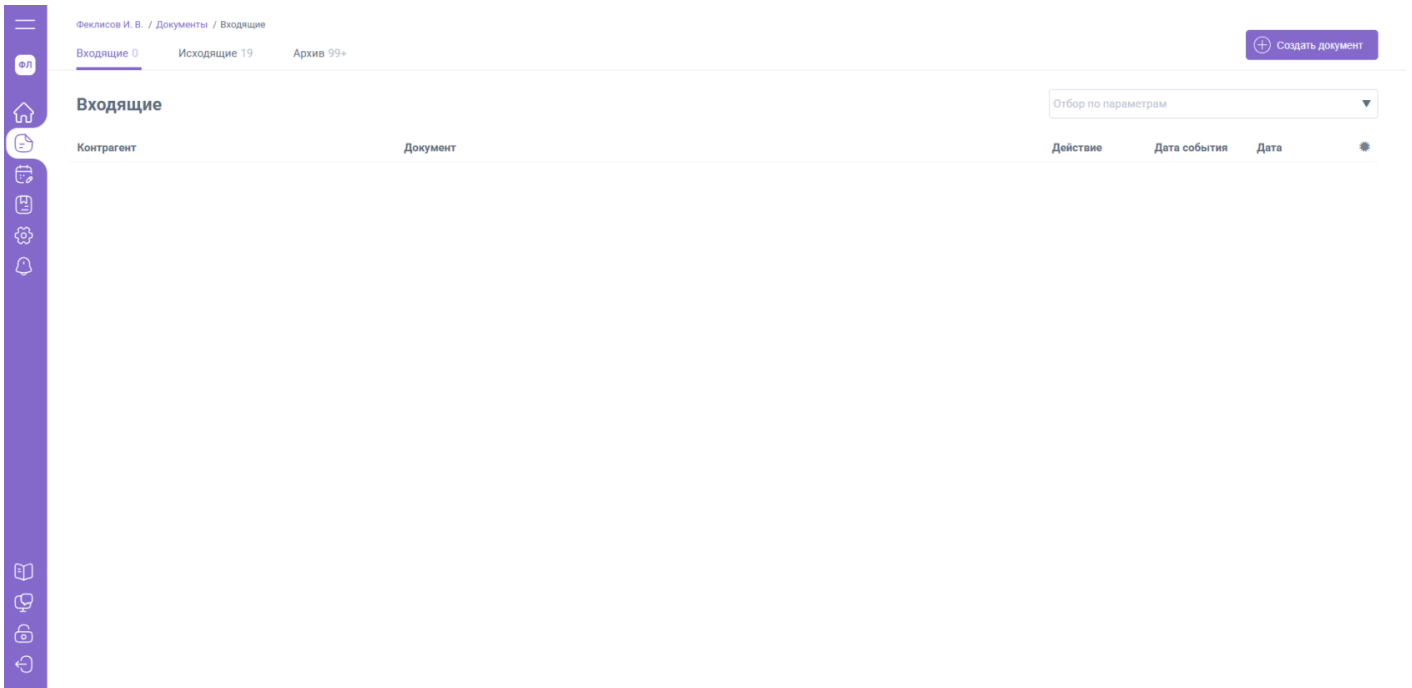 Феклисов И. В. / Документы / Входящие
Входящие 0 Исходящие 19 Архив 99+
Создать документ
ФЛ
Входящие
Отбор по параметрам
Контрагент Документ Действие Дата события Дата